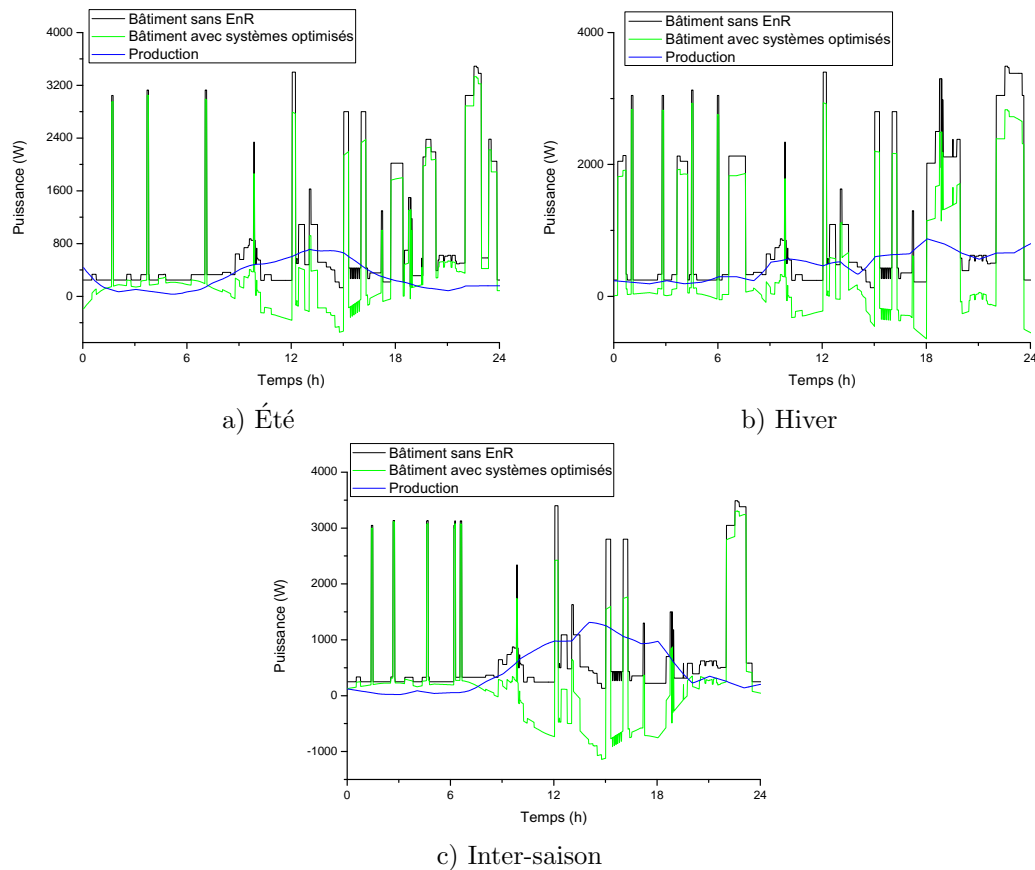 Bâtiment sans EnR
Bâtiment avec systèmes optimisés
Production
4000
3200
2400
1600
800
0
Puissance (W)
0
6
12
18
24
Temps (h)
a) Été
Bâtiment sans EnR
Bâtiment avec systèmes optimisés
Production
4000
2000
0
Puissance (W)
0
6
12
18
24
Temps (h)
b) Hiver
Bâtiment sans EnR
Bâtiment avec systèmes optimisés
Production
4000
3000
2000
1000
0
-1000
Puissance (W)
0
6
12
18
24
Temps (h)
c) Inter-saison